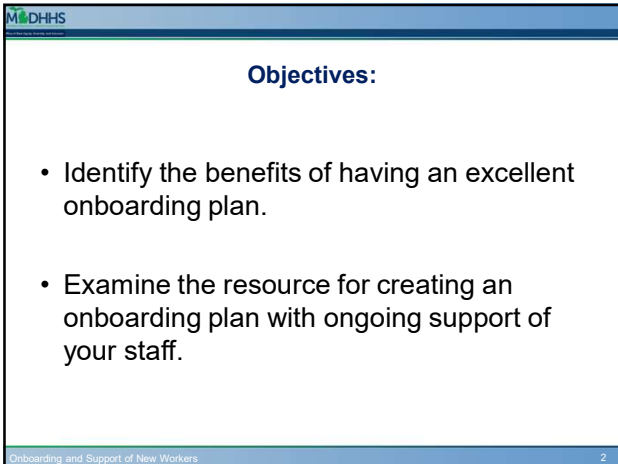 MDHHS
Objectives:
• Identify the benefits of having an excellent
onboarding plan.
• Examine the resource for creating an
onboarding plan with ongoing support of
your staff.
Onboarding and Support of New Workers 2